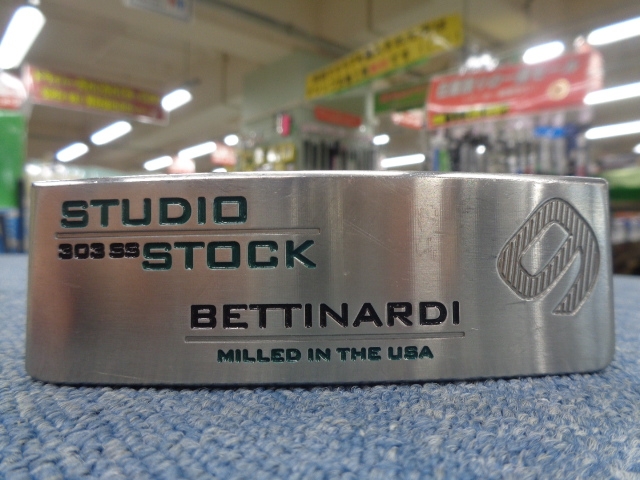 STUDIO
303 SS STOCK
BETTINARDI
MILLED IN THE USA